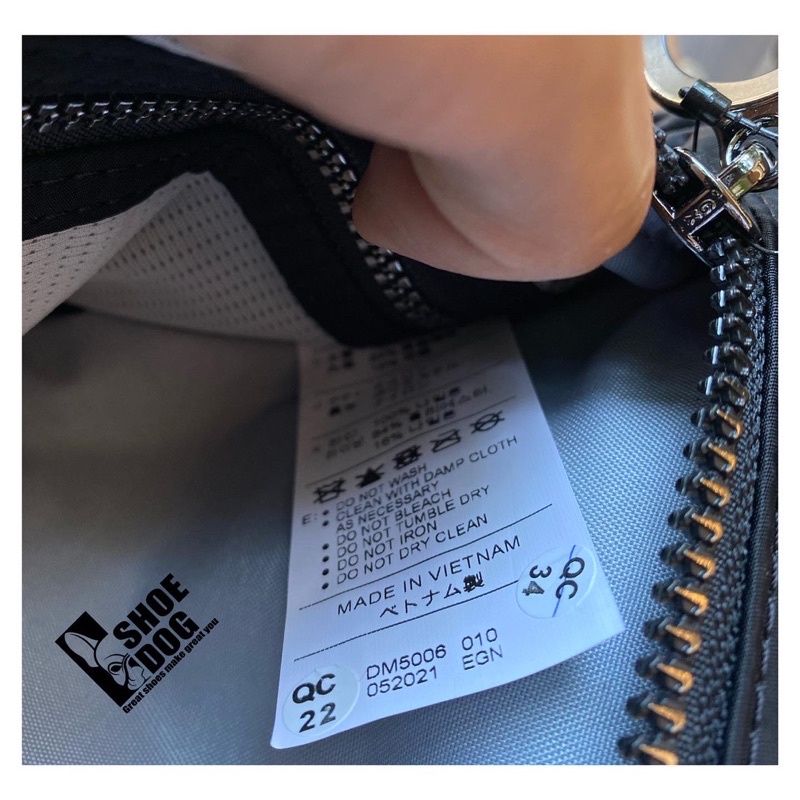 E: • DO NOT WASH
• CLEAN WITH DAMP CLOTH
AS NECESSARY
DO NOT BLEACH
• DO NOT TUMBLE DRY
• DO NOT IRON
• DO NOT DRY CLEAN
MADE IN VIETNAM
ベトナム製
QC
34
DM5006 010
052021 EGN
QC
22
SHOE
DOG
Great shoes make great you